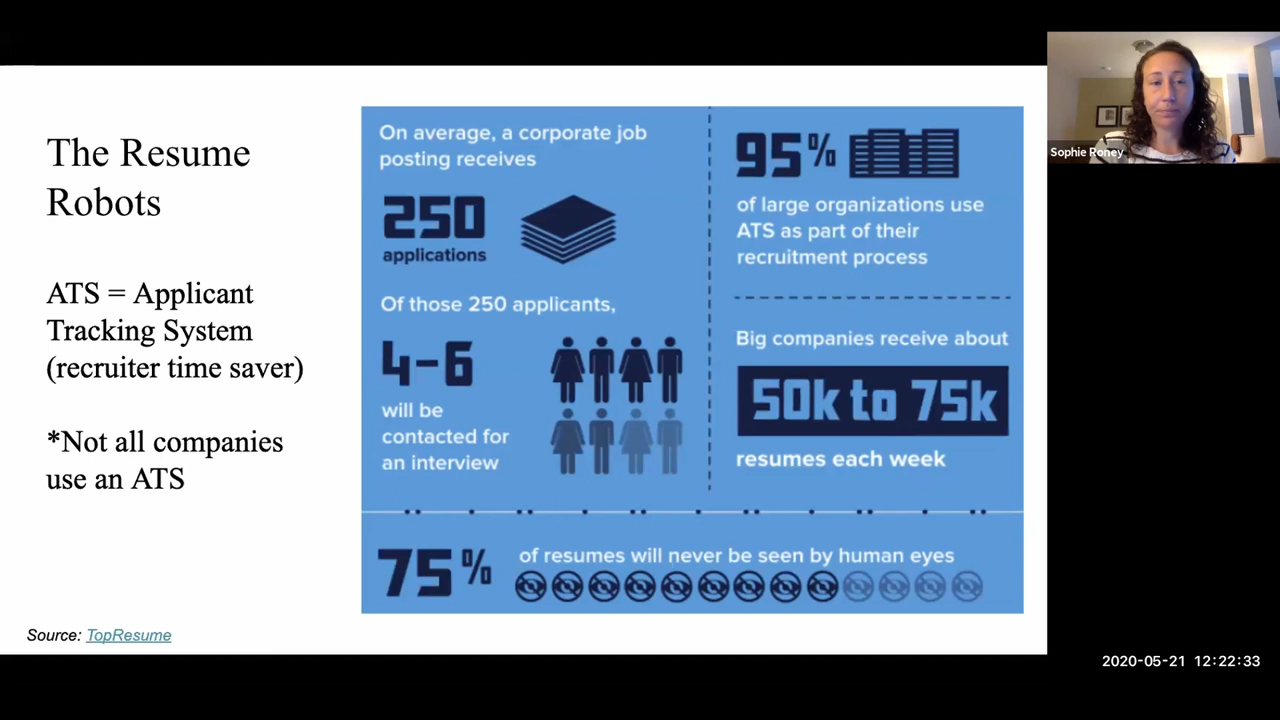 The Resume
Robots
ATS = Applicant
Tracking System
(recruiter time saver)
*Not all companies
use an ATS
On average, a corporate job
posting receives
250
applications
Of those 250 applicants,
4-6
will be
contacted for
an interview
95%
of large organizations use
ATS as part of their
recruitment process
Big companies receive about
50k to 75k
resumes each week
75%
of resumes will never be seen by human eyes
Source: TopResume
Sophie Roney
2020-05-21 12:22:33